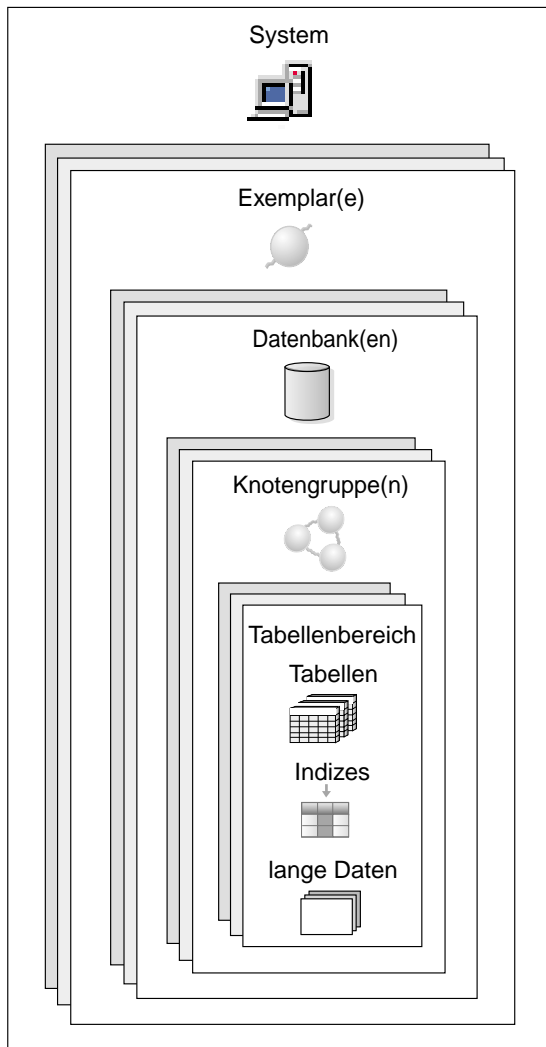 System
Exemplar(e)
Datenbank(en)
Knotengruppe(n)
Tabellenbereich
Tabellen
Indizes
lange Daten